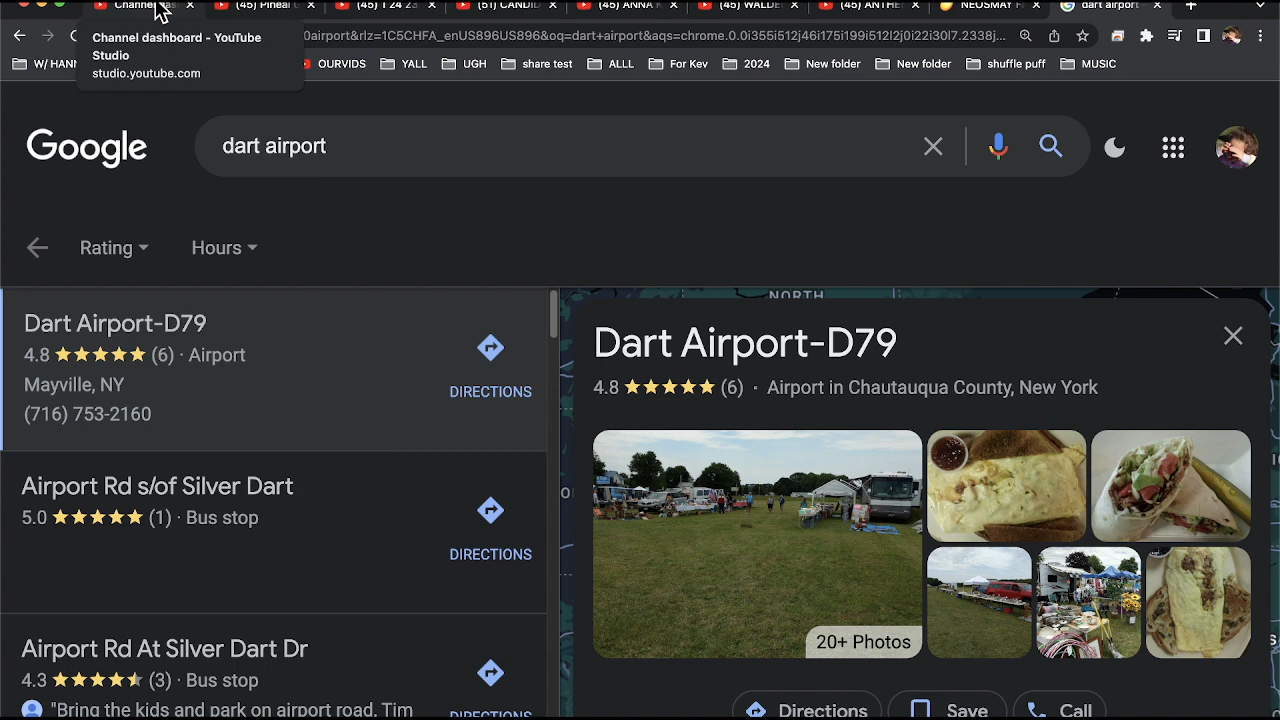 Channel das
(45) Pineal
(45) 1 24 23
(51) CANDID
(45) ANNA K
(45) WALDE
(45) ANTHE
NEOSMAY
dart airport
0airport&rlz=1C5CHFA_enUS896US896&oq=dart+airport&aqs=chrome.0.0i355i512j46i175i199i512l2j0i22i30l7.2338j...
W/ HANN
OURVIDS
YALL
UGH
share test
ALLL
For Kev
2024
New folder
New folder
shuffle puff
MUSIC
Channel dashboard - YouTube
Studio
studio.youtube.com
Google
dart airport
Rating
Hours
NORTH
Dart Airport-D79
4.8 (6) · Airport
Mayville, NY
(716) 753-2160
DIRECTIONS
Airport Rd s/of Silver Dart
5.0 (1) · Bus stop
DIRECTIONS
Airport Rd At Silver Dart Dr
4.3 (3) · Bus stop
"Bring the kids and park on airport road. Tim
DIRECTIONS
Dart Airport-D79
4.8 (6) · Airport in Chautauqua County, New York
20+ Photos
Directions
Save
Call